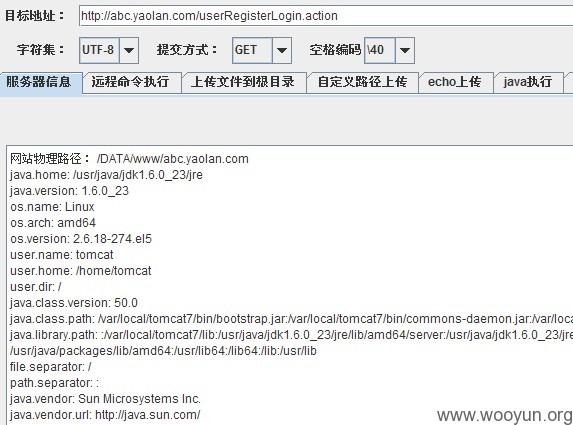 目标地址： http://abc.yaolan.com/userRegisterLogin.action
字符集： UTF-8 提交方式： GET 空格编码 \40
服务器信息 远程命令执行 上传文件到根目录 自定义路径上传 echo上传 java执行
网站物理路径： /DATA/www/abc.yaolan.com
java.home: /usr/java/jdk1.6.0_23/jre
java.version: 1.6.0_23
os.name: Linux
os.arch: amd64
os.version: 2.6.18-274.el5
user.name: tomcat
user.home: /home/tomcat
user.dir: /
java.class.version: 50.0
java.class.path: /var/local/tomcat7/bin/bootstrap.jar:/var/local/tomcat7/bin/commons-daemon.jar:/var/loca
java.library.path: :/var/local/tomcat7/lib:/usr/java/jdk1.6.0_23/jre/lib/amd64/server:/usr/java/jdk1.6.0_23
/usr/java/packages/lib/amd64:/usr/lib64:/lib64:/lib:/usr/lib
file.separator: /
path.separator: :
java.vendor: Sun Microsystems Inc.
java.vendor.url: http://java.sun.com/
www.wooyun.org